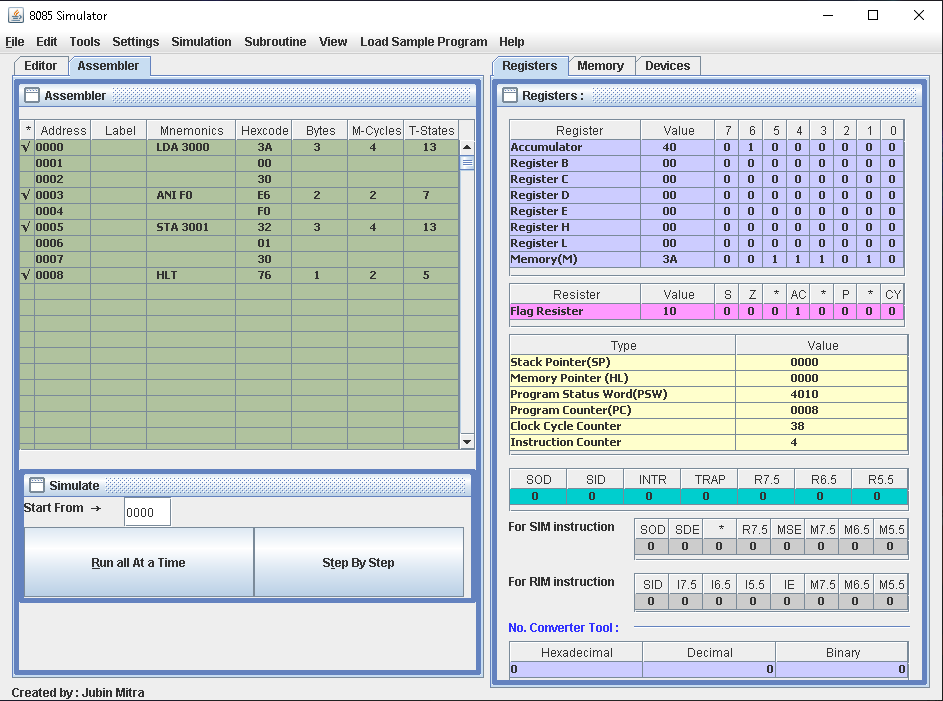 8085 Simulator
File Edit Tools Settings Simulation Subroutine View Load Sample Program Help
Editor Assembler
Assembler
* Address Label Mnemonics Hexcode Bytes M-Cycles T-States
√ 0000 LDA 3000 3A 3 4 13
0001 00
0002 30
√ 0003 ANI F0 E6 2 2 7
0004 F0
√ 0005 STA 3001 32 3 4 13
0006 01
0007 30
√ 0008 HLT 76 1 2 5
Simulate
Start From → 0000
Run all At a Time Step By Step
Created by : Jubin Mitra
Registers Memory Devices
Registers :
Register Value 7 6 5 4 3 2 1 0
Accumulator 40 0 1 0 0 0 0 0 0
Register B 00 0 0 0 0 0 0 0 0
Register C 00 0 0 0 0 0 0 0 0
Register D 00 0 0 0 0 0 0 0 0
Register E 00 0 0 0 0 0 0 0 0
Register H 00 0 0 0 0 0 0 0 0
Register L 00 0 0 0 0 0 0 0 0
Memory(M) 3A 0 0 1 1 1 0 1 0
Resister Value S Z * AC * P * CY
Flag Resister 10 0 0 0 1 0 0 0 0
Type Value
Stack Pointer(SP) 0000
Memory Pointer (HL) 0000
Program Status Word(PSW) 4010
Program Counter(PC) 0008
Clock Cycle Counter 38
Instruction Counter 4
SOD SID INTR TRAP R7.5 R6.5 R5.5
0 0 0 0 0 0 0
For SIM instruction SOD SDE * R7.5 MSE M7.5 M6.5 M5.5
0 0 0 0 0 0 0 0
For RIM instruction SID I7.5 I6.5 I5.5 IE M7.5 M6.5 M5.5
0 0 0 0 0 0 0 0
No. Converter Tool :
Hexadecimal Decimal Binary
0 0 0